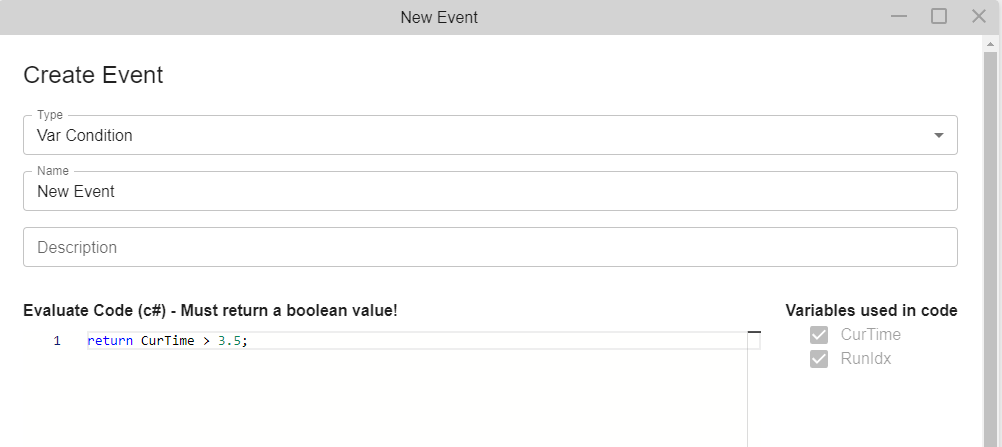 New Event
Create Event
Type
Var Condition
Name
New Event
Description
Evaluate Code (c#) - Must return a boolean value!
Variables used in code
1 return CurTime > 3.5;
CurTime
RunIdx